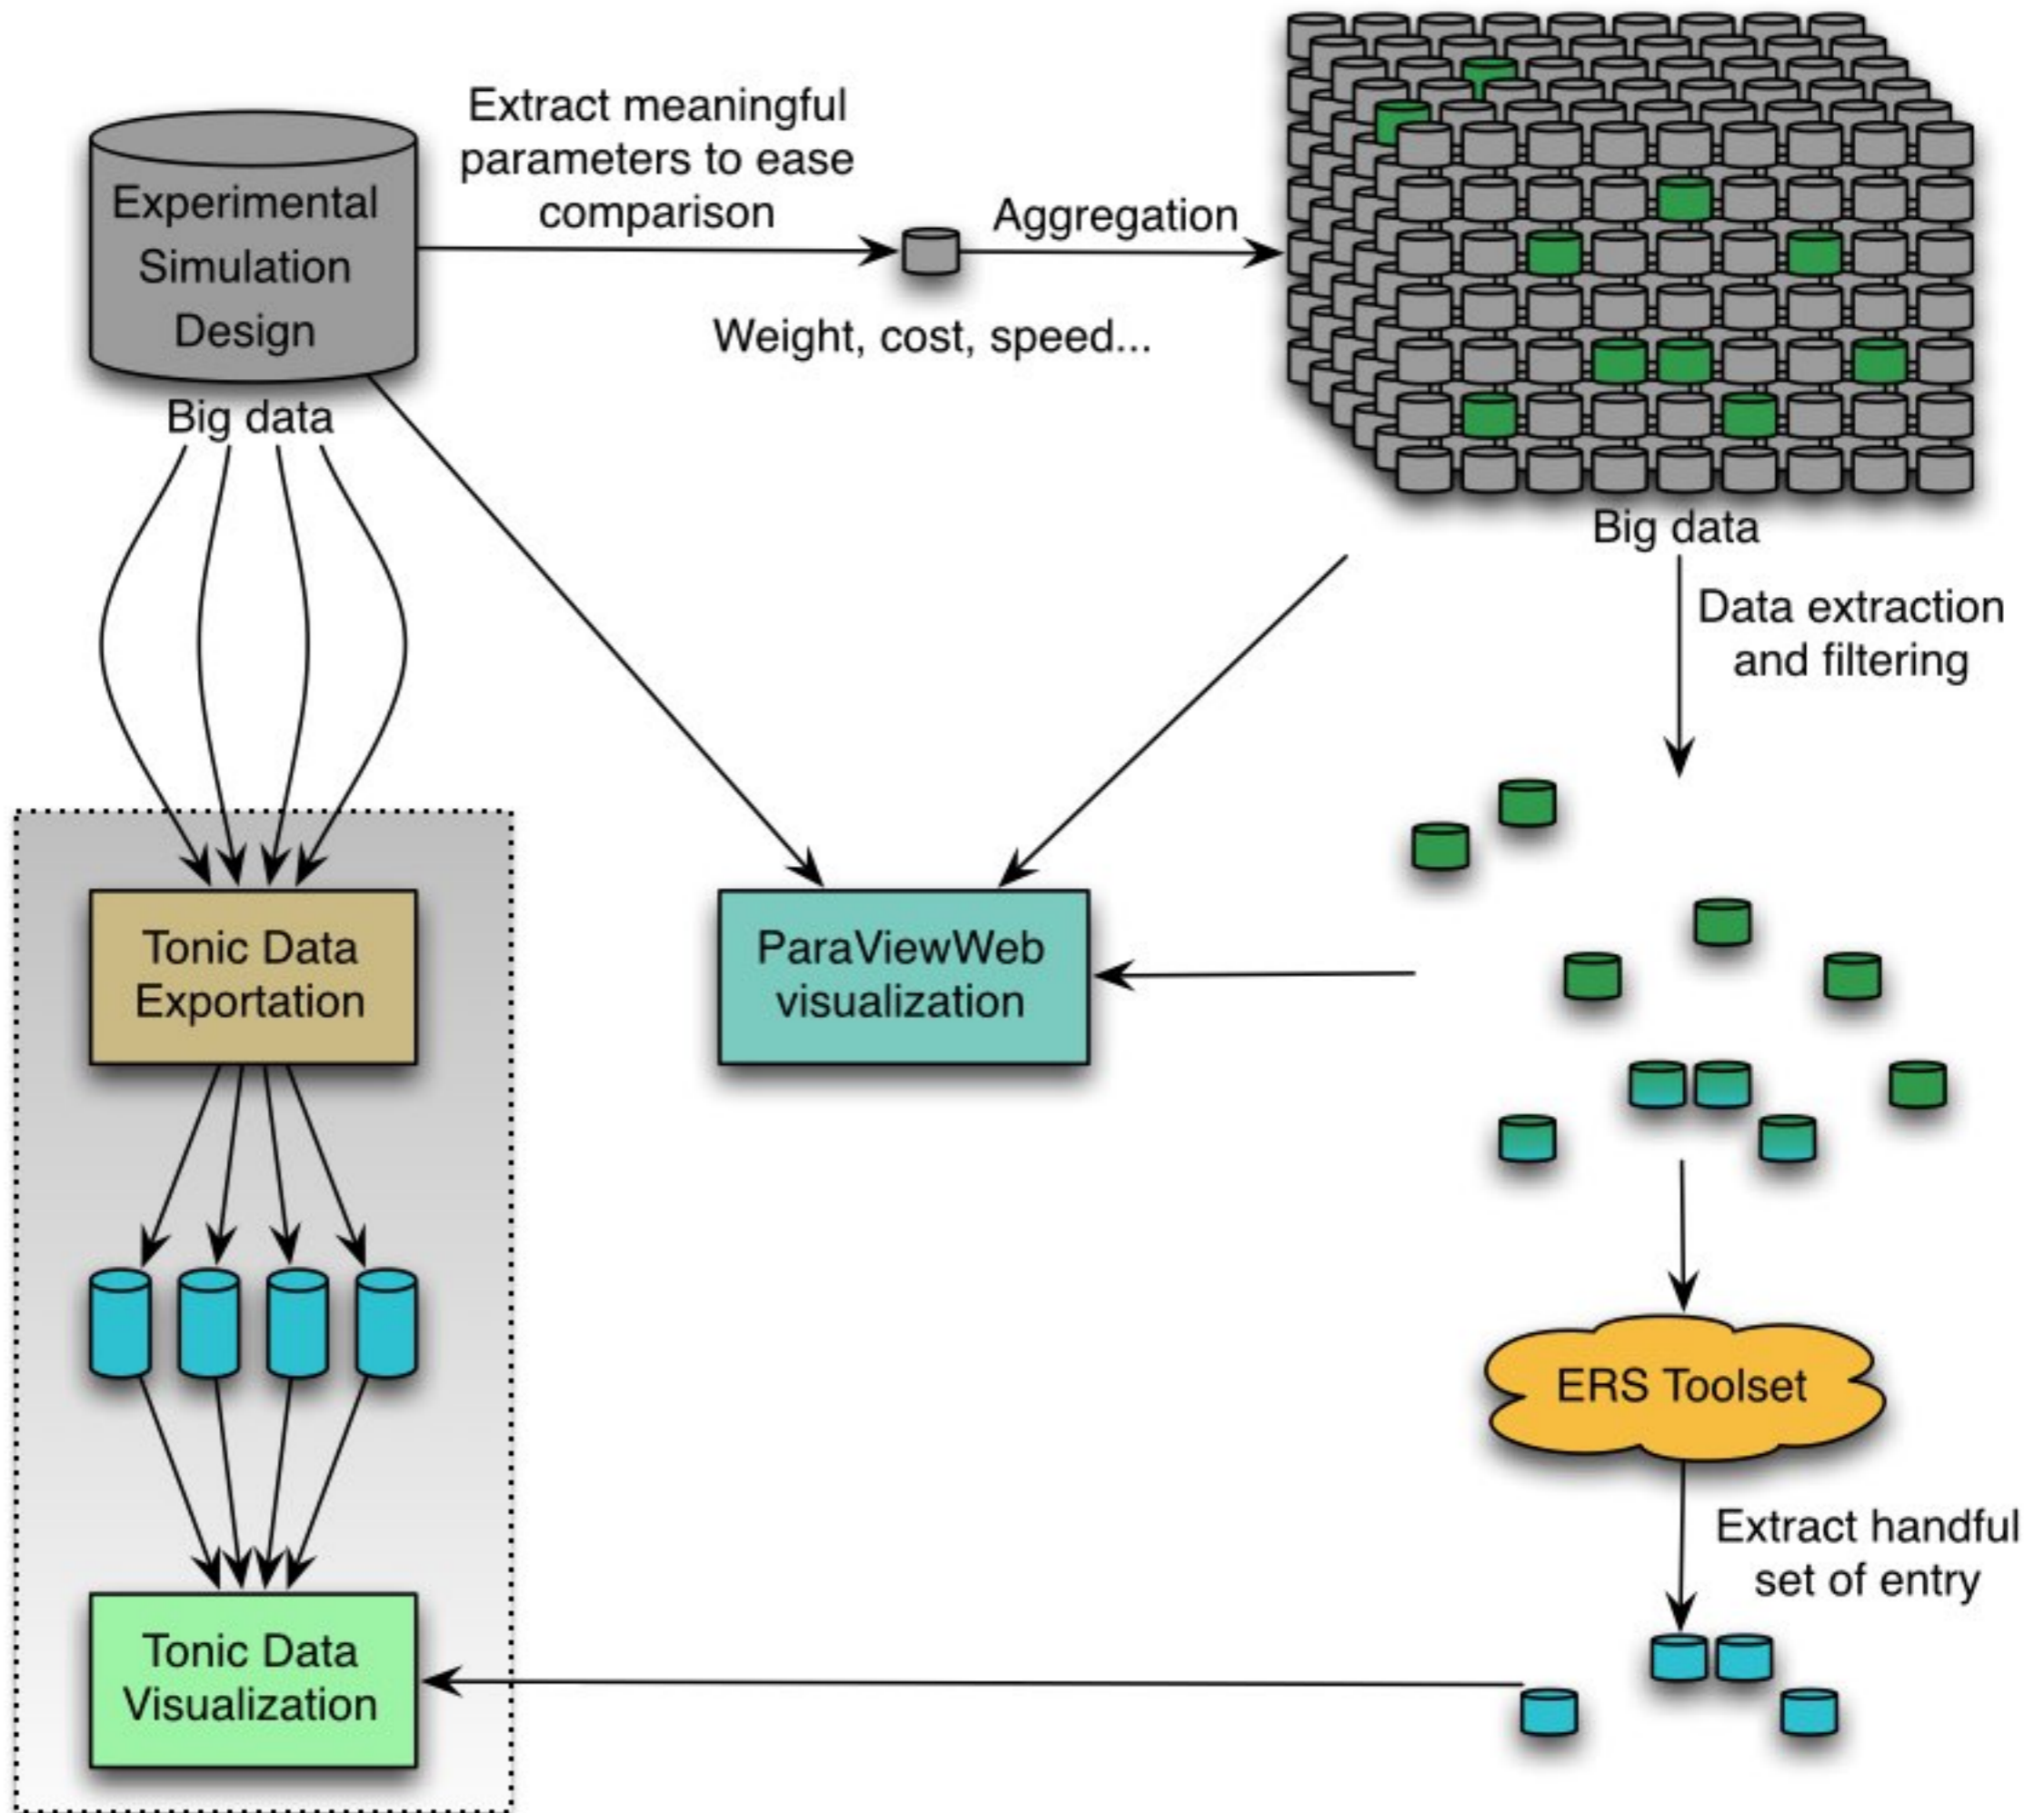 Extract meaningful
parameters to ease
comparison
Experimental
Simulation
Design
Aggregation
Weight, cost, speed...
Big data
Big data
Data extraction
and filtering
Tonic Data
Exportation
ParaViewWeb
visualization
ERS Toolset
Extract handful
set of entry
Tonic Data
Visualization